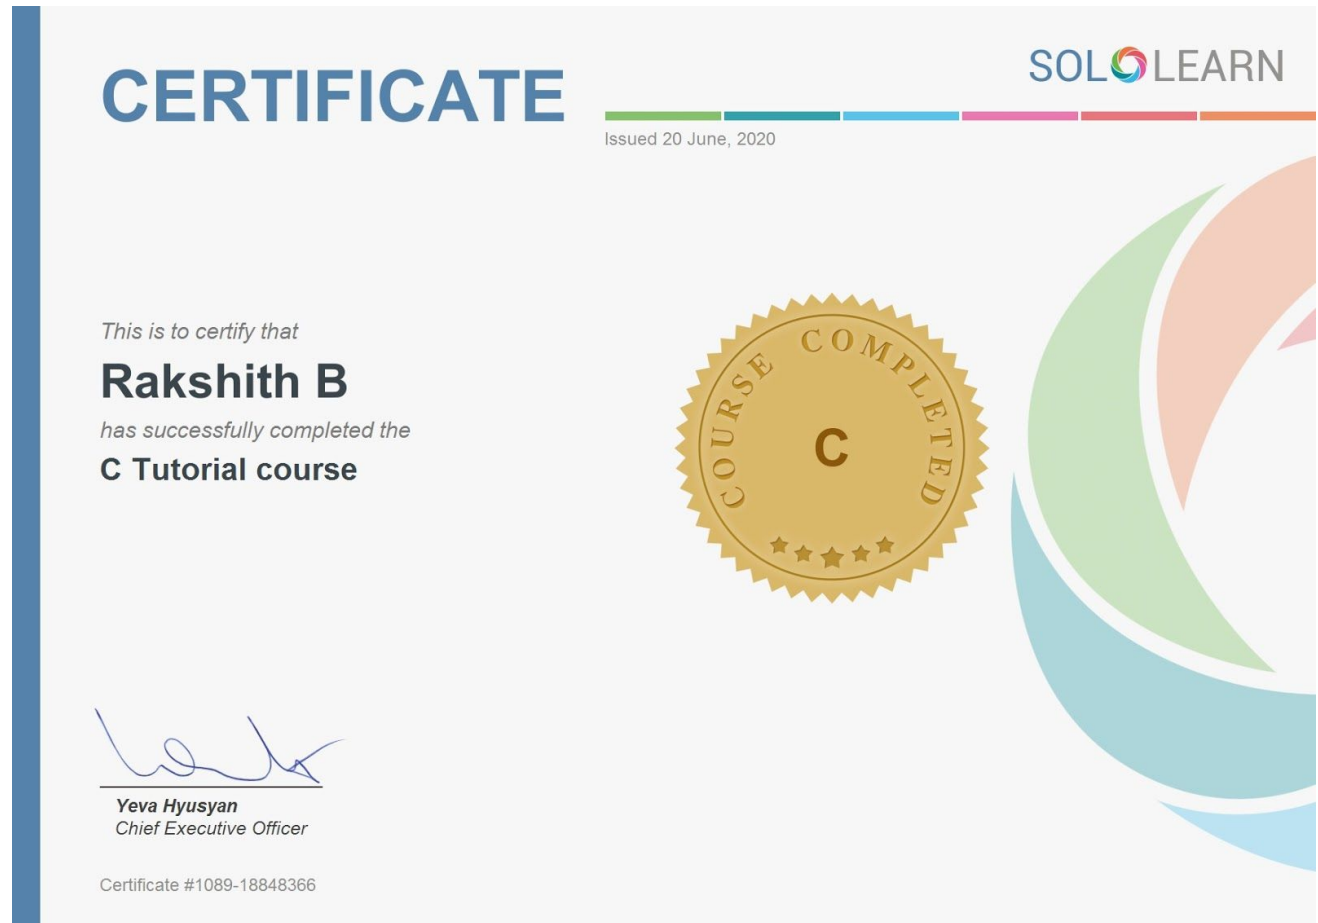 CERTIFICATE
SOLOLEARN
Issued 20 June, 2020
This is to certify that
Rakshith B
has successfully completed the
C Tutorial course
COURSE COMPLETED
C
Yeva Hyusyan
Chief Executive Officer
Certificate #1089-18848366